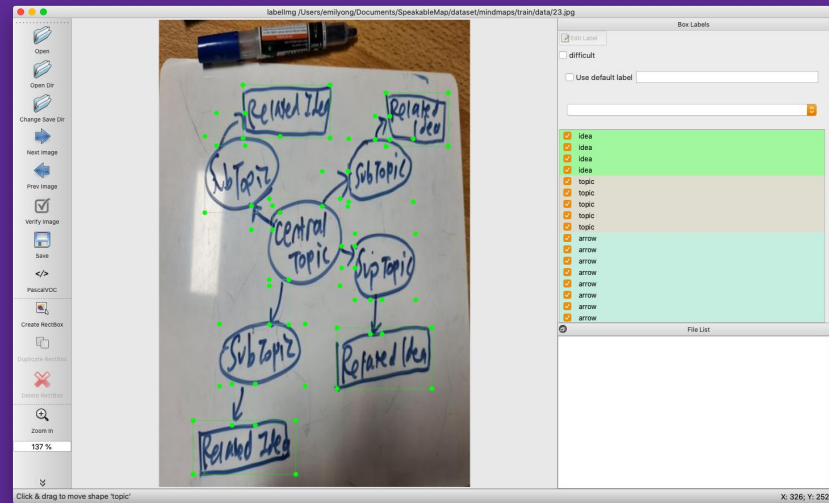 labelImg /Users/emilyong/Documents/SpeakableMap/dataset/mindmaps/train/data/23.jpg
Open
Open Dir
Change Save Dir
Next Image
Prev Image
Verify Image
Save
</>
PascalVOC
Create RectBox
Duplicate RectBox
Delete RectBox
Zoom In
137 %
Related Idea
Related
Idea
SubTopic
SubTopic
Central
Topic
SupTopic
SubTopic
Related Idea
Related Idea
Box Labels
Edit Label
difficult
Use default label
idea
idea
idea
idea
topic
topic
topic
topic
topic
arrow
arrow
arrow
arrow
arrow
arrow
arrow
arrow
File List
Click & drag to move shape 'topic'
X: 326; Y: 252